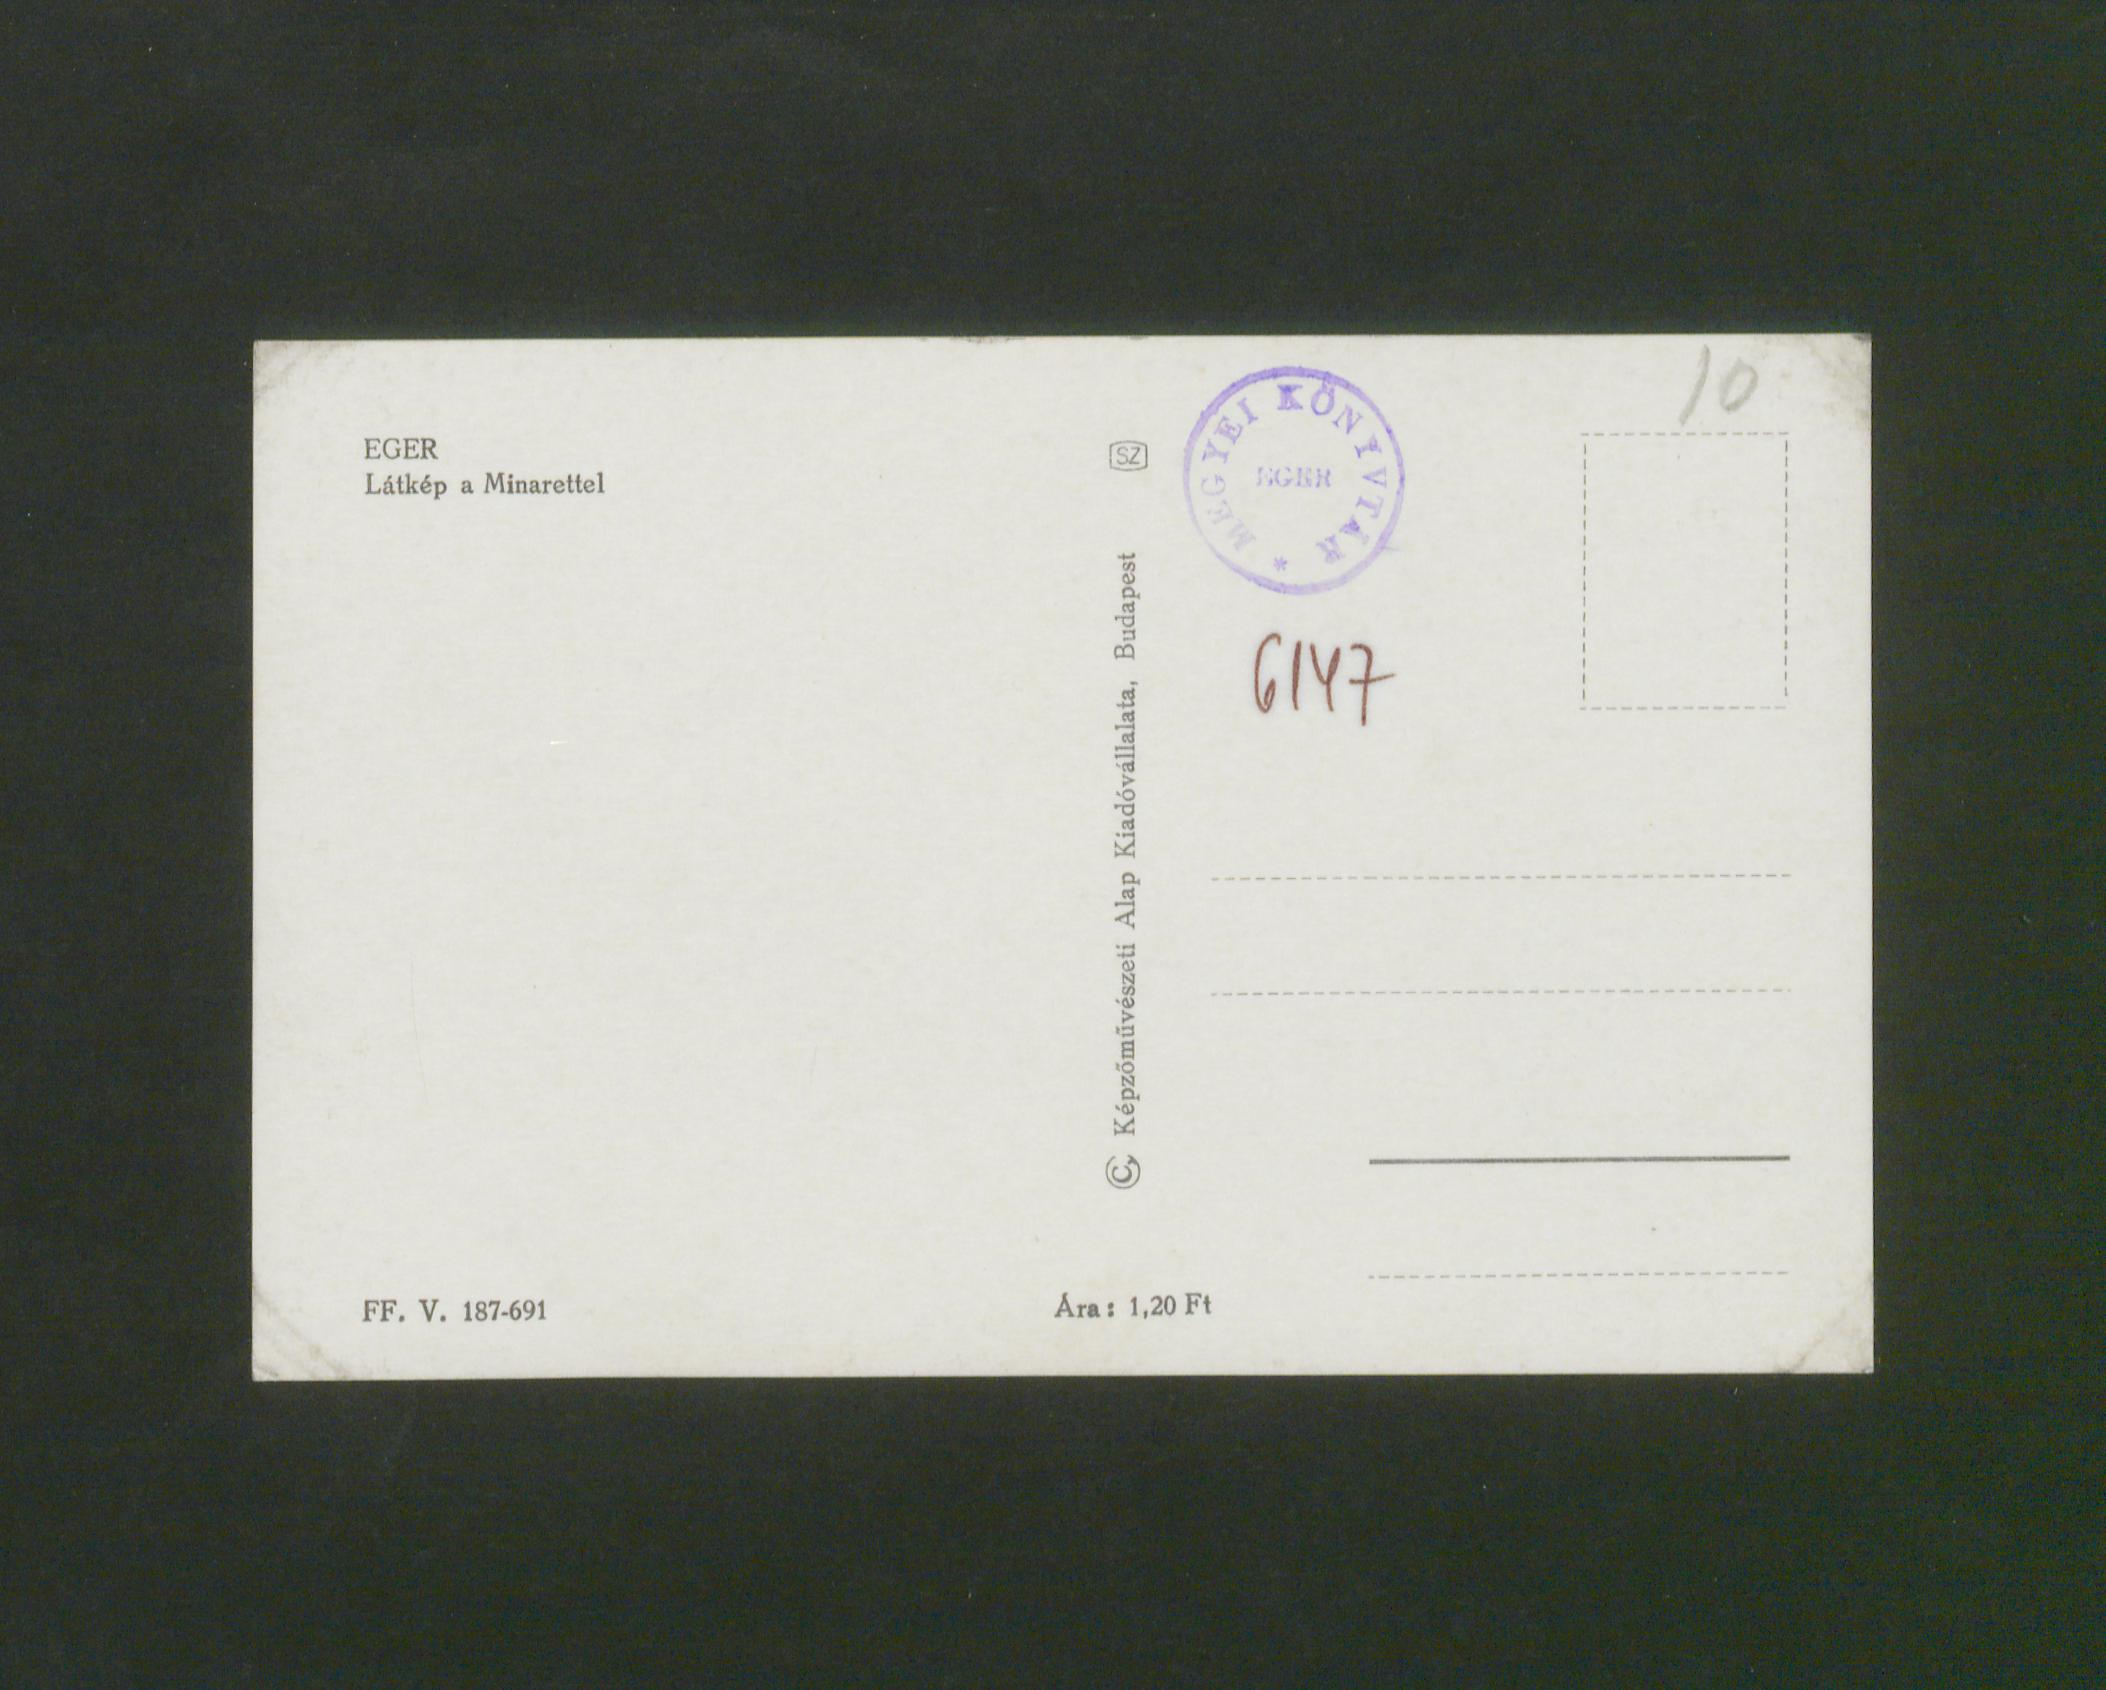 EGER
Látkép a Minarettel
FF. V. 187-691
SZ
© Képzőművészeti Alap Kiadóvállalata, Budapest
Ára: 1,20 Ft
MEGYEI KÖNYVTÁR
EGER
*
6147
10